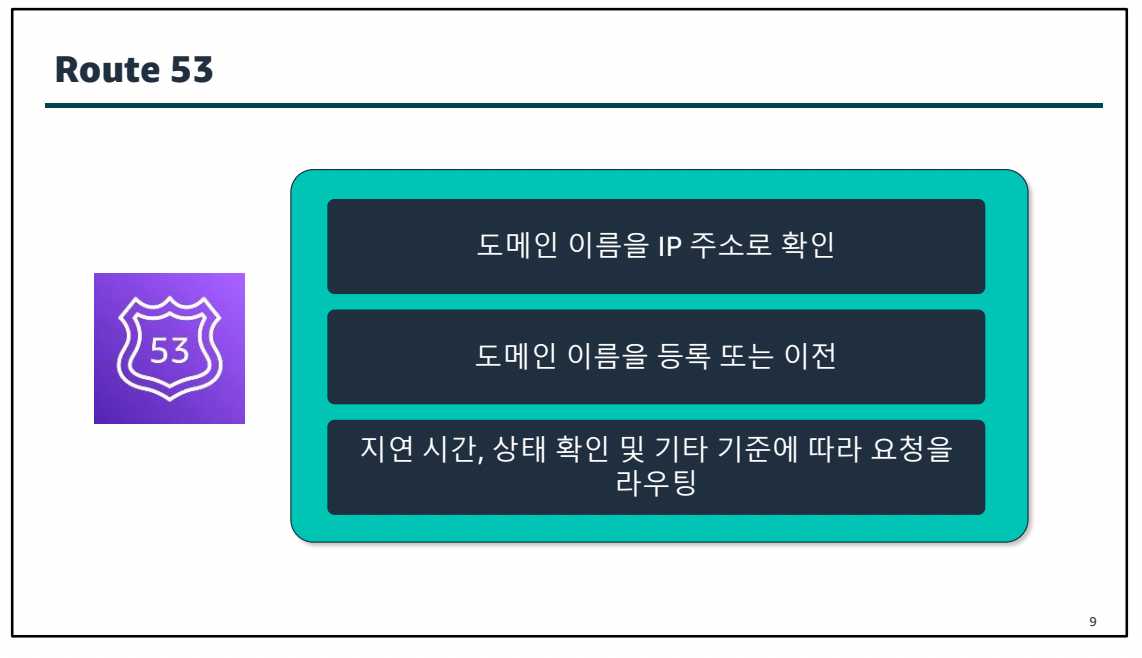 Route 53
도메인 이름을 IP 주소로 확인
53
도메인 이름을 등록 또는 이전
지연 시간, 상태 확인 및 기타 기준에 따라 요청을
라우팅
9